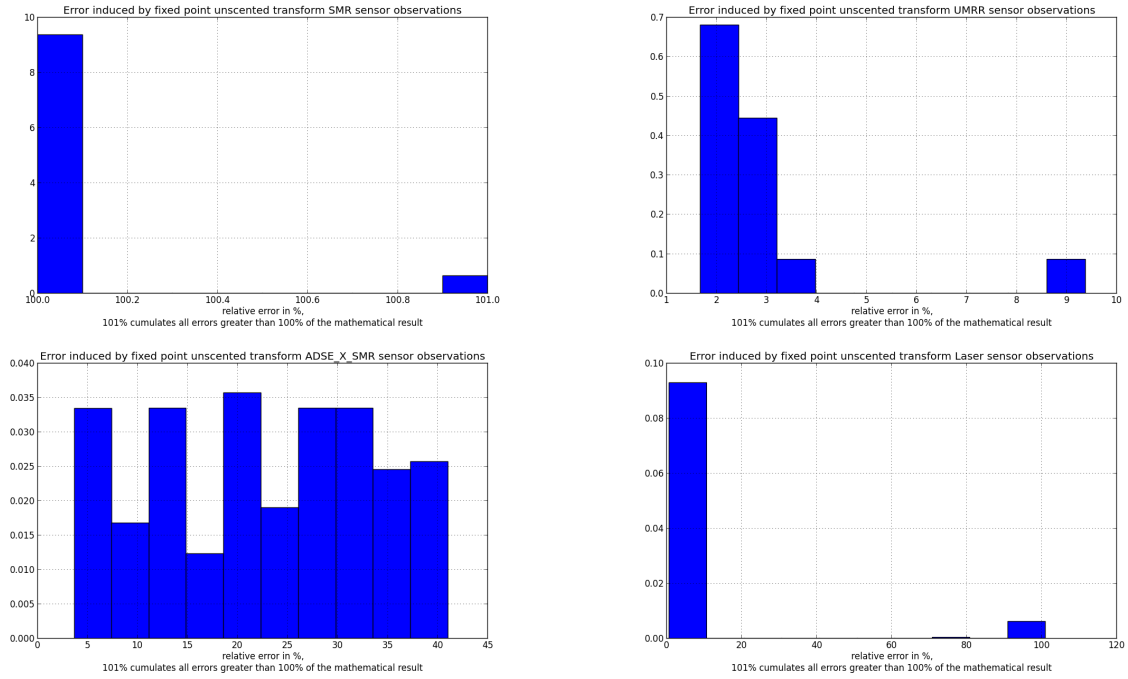 Error induced by fixed point unscented transform SMR sensor observations
10
8
6
4
2
0
100.0 100.2 100.4 100.6 100.8 101.0
relative error in %,
101% cumulates all errors greater than 100% of the mathematical result
Error induced by fixed point unscented transform UMRR sensor observations
0.7
0.6
0.5
0.4
0.3
0.2
0.1
0.0
1 2 3 4 5 6 7 8 9 10
relative error in %,
101% cumulates all errors greater than 100% of the mathematical result
Error induced by fixed point unscented transform ADSE_X_SMR sensor observations
0.040
0.035
0.030
0.025
0.020
0.015
0.010
0.005
0.000
0 5 10 15 20 25 30 35 40 45
relative error in %,
101% cumulates all errors greater than 100% of the mathematical result
Error induced by fixed point unscented transform Laser sensor observations
0.10
0.08
0.06
0.04
0.02
0.00
0 20 40 60 80 100 120
relative error in %,
101% cumulates all errors greater than 100% of the mathematical result